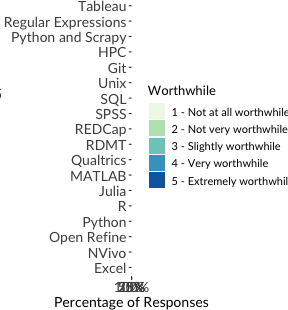 Tableau
Regular Expressions
Python and Scrapy
HPC
Git
Unix
SQL
SPSS
REDCap
RDMT
Qualtrics
MATLAB
Julia
R
Python
Open Refine
NVivo
Excel
Percentage of Responses
Worthwhile
1 - Not at all worthwhile
2 - Not very worthwhile
3 - Slightly worthwhile
4 - Very worthwhile
5 - Extremely worthwhil